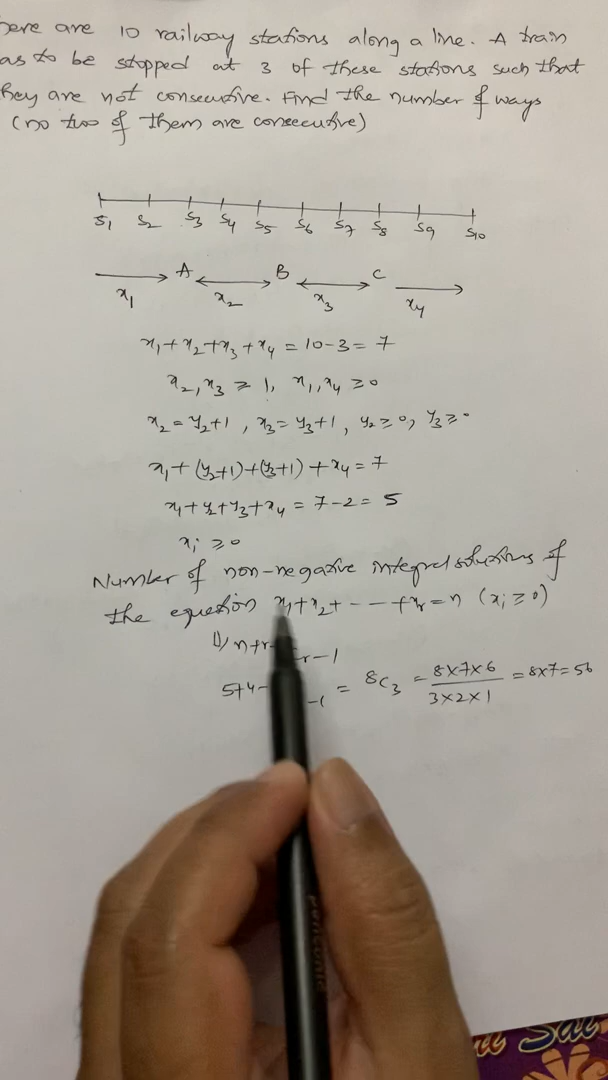 here are 10 railway stations along a line. A train
as to be stopped at 3 of these stations such that
they are not consecutive. Find the number of ways
(no two of them are consecutive)
S1 S2 S3 S4 S5 S6 S7 S8 S9 S10
A B C
x1 x2 x3 x4
x1+x2+x3+x4 = 10-3 = 7
x2, x3 ≥ 1, x1, x4 ≥ 0
x2 = y2+1, x3 = y3+1, y2 ≥ 0, y3 ≥ 0
x1+(y2+1)+(y3+1)+x4 = 7
x1+y2+y3+x4 = 7-2 = 5
xi ≥ 0
Number of non-negative integral solutions of
the equation x1+x2+---+xr = n (xi ≥ 0)
n+r- r-1
5+4- -1 = 8C3 = 8×7×6/3×2×1 = 8×7 = 56